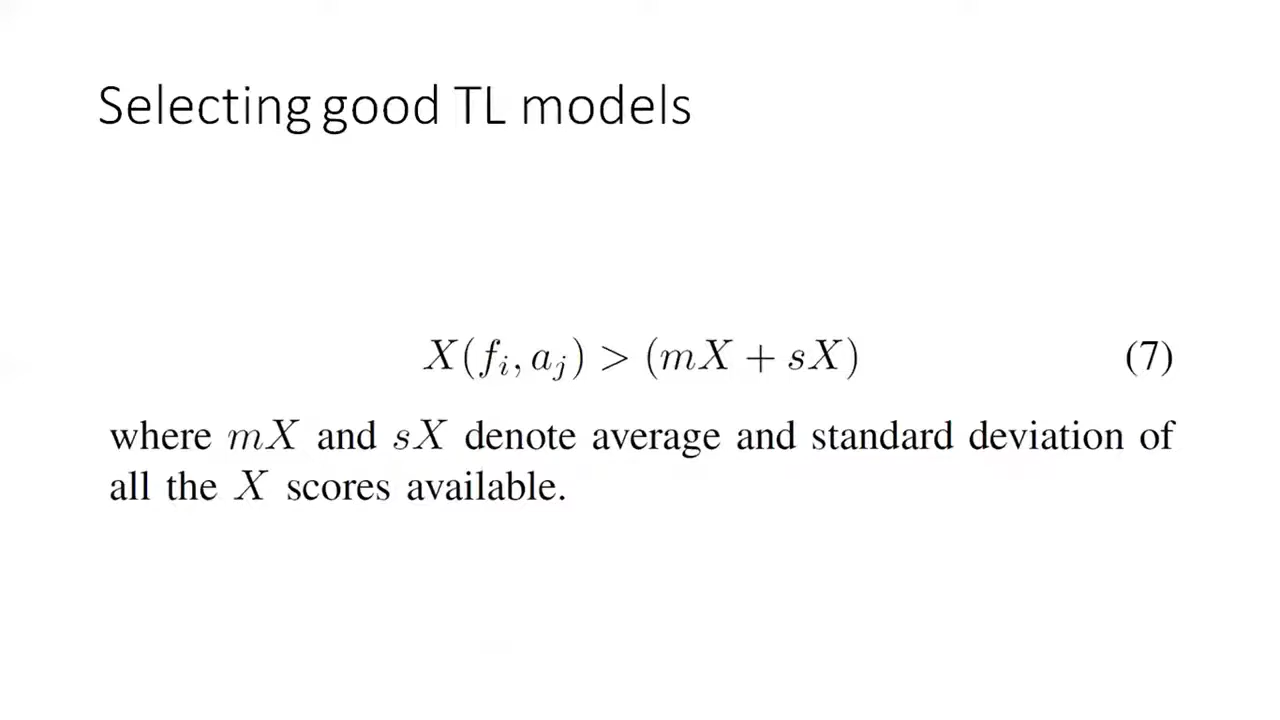 Selecting good TL models
X(f_i, a_j) > (mX + sX) (7)
where mX and sX denote average and standard deviation of
all the X scores available.